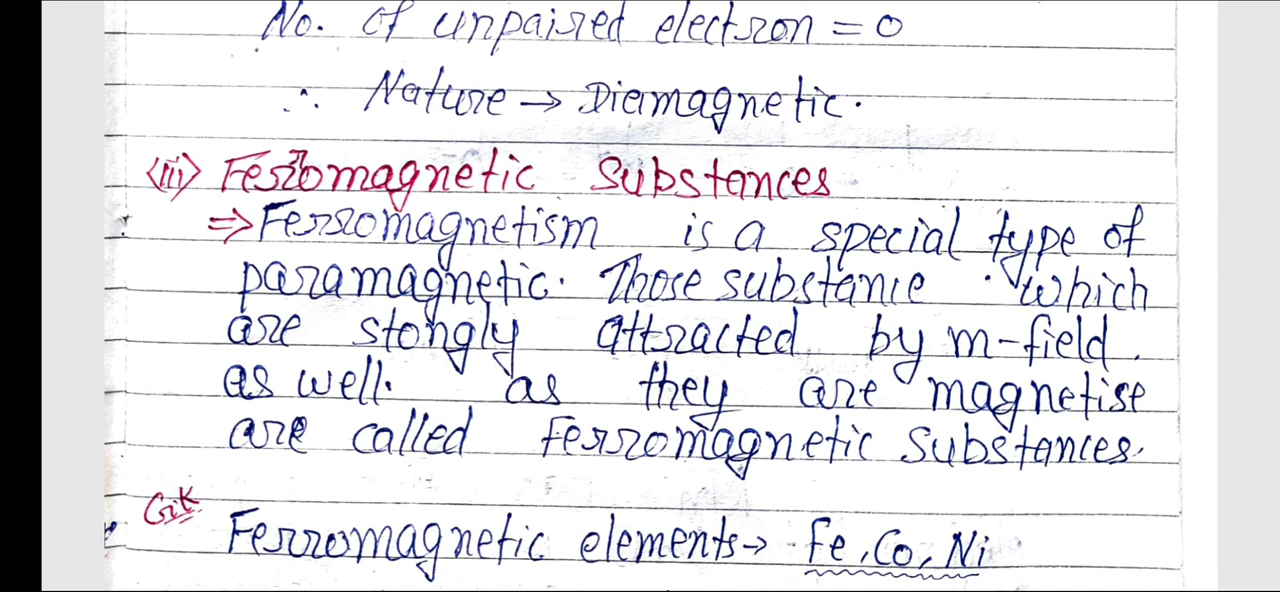 No. of unpaired electron = 0
∴ Nature → Diamagnetic.
(iii) Ferromagnetic Substances
⇒ Ferromagnetism is a special type of
paramagnetic. Those substance which
are stongly attracted by m-field.
as well. as they are magnetise
are called Ferromagnetic Substances.
G.K
Ferromagnetic elements → Fe, Co, Ni